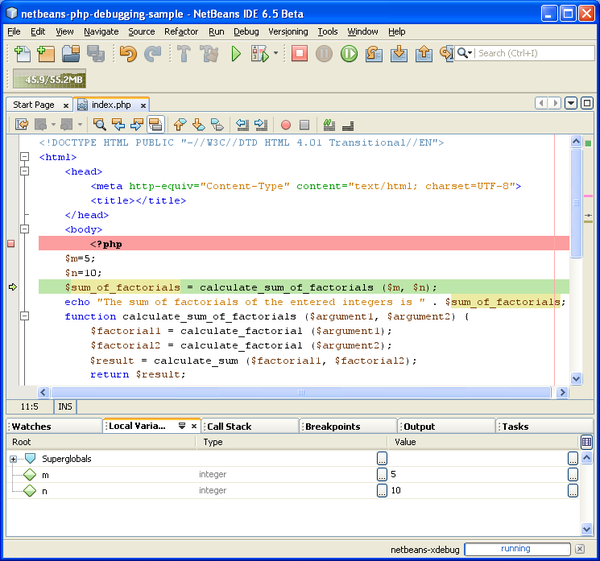 netbeans-php-debugging-sample - NetBeans IDE 6.5 Beta
File Edit View Navigate Source Refactor Run Debug Versioning Tools Window Help
Search (Ctrl+I)
45.9/55.2MB
Start Page index.php
<!DOCTYPE HTML PUBLIC "-//W3C//DTD HTML 4.01 Transitional//EN">
<html>
<head>
<meta http-equiv="Content-Type" content="text/html; charset=UTF-8">
<title></title>
</head>
<body>
<?php
$m=5;
$n=10;
$sum_of_factorials = calculate_sum_of_factorials ($m, $n);
echo "The sum of factorials of the entered integers is " . $sum_of_factorials;
function calculate_sum_of_factorials ($argument1, $argument2) {
$factorial1 = calculate_factorial ($argument1);
$factorial2 = calculate_factorial ($argument2);
$result = calculate_sum ($factorial1, $factorial2);
return $result;
11:5 INS
Watches Local Varia... Call Stack Breakpoints Output Tasks
Root Type Value
Superglobals ... ...
m integer ... 5 ...
n integer ... 10 ...
netbeans-xdebug running